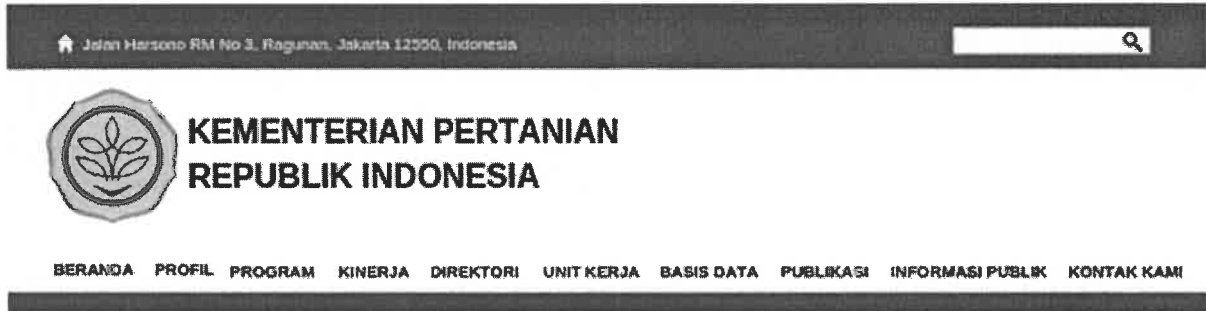 Jalan Harsono RM No 3, Ragunan, Jakarta 12550, Indonesia
KEMENTERIAN PERTANIAN
REPUBLIK INDONESIA
BERANDA PROFIL PROGRAM KINERJA DIREKTORI UNIT KERJA BASIS DATA PUBLIKASI INFORMASI PUBLIK KONTAK KAMI